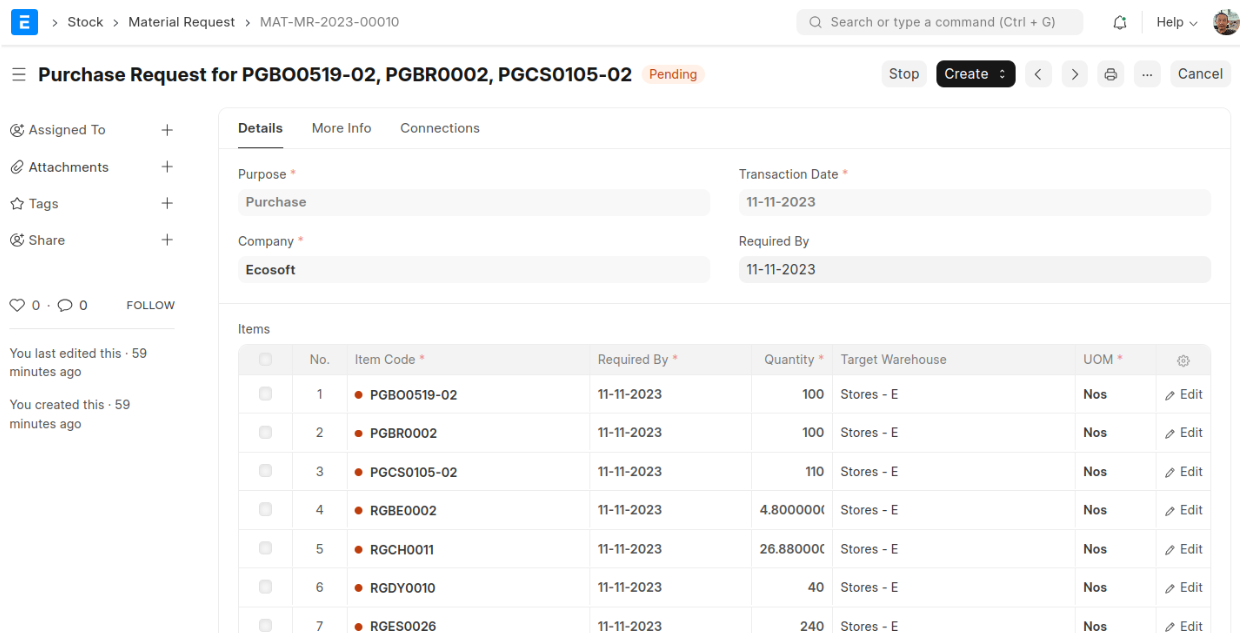 E > Stock > Material Request > MAT-MR-2023-00010 Search or type a command (Ctrl + G) Help
Purchase Request for PGBO0519-02, PGBR0002, PGCS0105-02 Pending Stop Create ... Cancel
Assigned To +
Attachments +
Tags +
Share +
0 · 0 FOLLOW
You last edited this · 59
minutes ago
You created this · 59
minutes ago
Details More Info Connections
Purpose * Transaction Date *
Purchase 11-11-2023
Company * Required By
Ecosoft 11-11-2023
Items
No. Item Code * Required By * Quantity * Target Warehouse UOM *
1 PGBO0519-02 11-11-2023 100 Stores - E Nos Edit
2 PGBR0002 11-11-2023 100 Stores - E Nos Edit
3 PGCS0105-02 11-11-2023 110 Stores - E Nos Edit
4 RGBE0002 11-11-2023 4.8000000 Stores - E Nos Edit
5 RGCH0011 11-11-2023 26.880000 Stores - E Nos Edit
6 RGDY0010 11-11-2023 40 Stores - E Nos Edit
7 RGES0026 11-11-2023 240 Stores - E Nos Edit